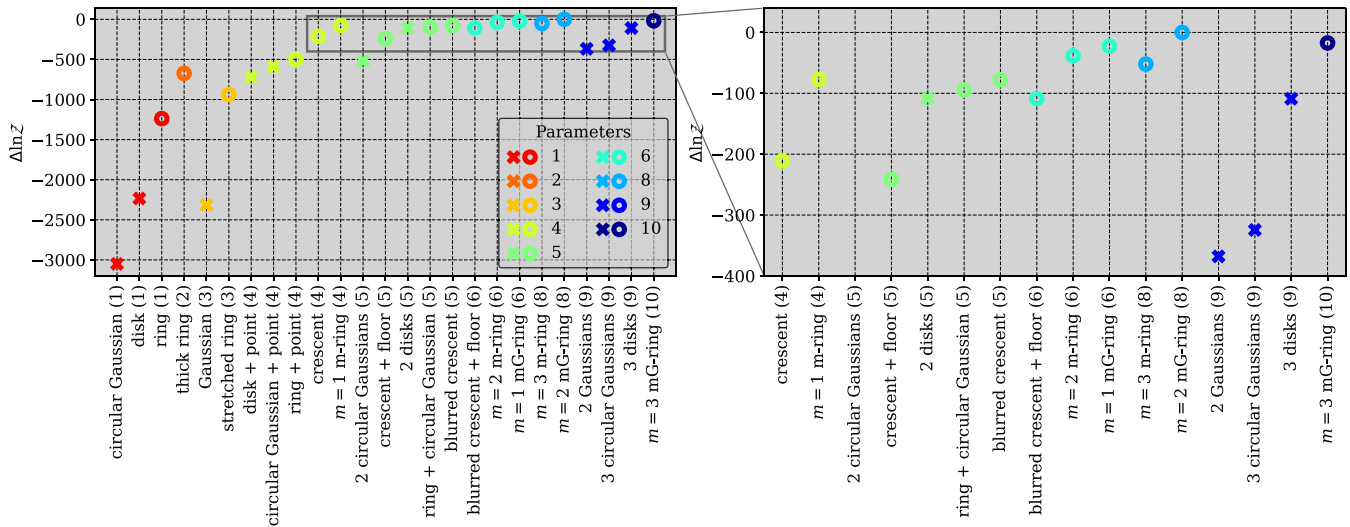 0
−500
−1000
−1500
−2000
−2500
−3000
Δln𝒵
Parameters
1
2
3
4
5
6
8
9
10
circular Gaussian (1)
disk (1)
ring (1)
thick ring (2)
Gaussian (3)
stretched ring (3)
disk + point (4)
circular Gaussian + point (4)
ring + point (4)
crescent (4)
m = 1 m-ring (4)
2 circular Gaussians (5)
crescent + floor (5)
2 disks (5)
ring + circular Gaussian (5)
blurred crescent (5)
blurred crescent + floor (6)
m = 2 m-ring (6)
m = 1 mG-ring (6)
m = 3 m-ring (8)
m = 2 mG-ring (8)
2 Gaussians (9)
3 circular Gaussians (9)
3 disks (9)
m = 3 mG-ring (10)
0
−100
−200
−300
−400
Δln𝒵
crescent (4)
m = 1 m-ring (4)
2 circular Gaussians (5)
crescent + floor (5)
2 disks (5)
ring + circular Gaussian (5)
blurred crescent (5)
blurred crescent + floor (6)
m = 2 m-ring (6)
m = 1 mG-ring (6)
m = 3 m-ring (8)
m = 2 mG-ring (8)
2 Gaussians (9)
3 circular Gaussians (9)
3 disks (9)
m = 3 mG-ring (10)